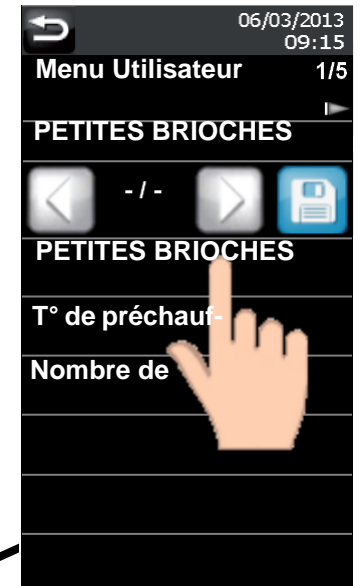 06/03/2013
09:15
Menu Utilisateur 1/5
PETITES BRIOCHES
- / -
PETITES BRIOCHES
T° de préchauf-
Nombre de